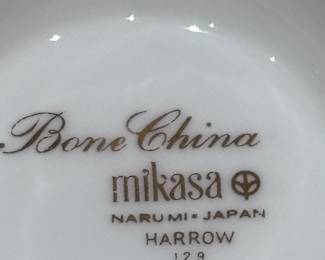 Bone China
mikasa
NARUMI • JAPAN
HARROW
129